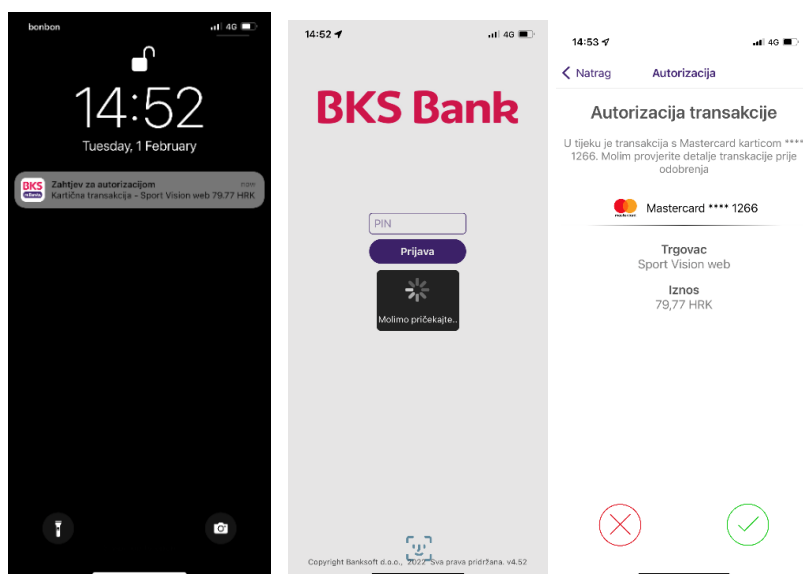 bonbon
4G
14:52
Tuesday, 1 February
BKS
Zahtjev za autorizacijom
now
Kartična transakcija - Sport Vision web 79.77 HRK
14:52
4G
BKS Bank
PIN
Prijava
Molimo pričekajte..
Copyright Banksoft d.o.o., 2022 Sva prava pridržana. v4.52
14:53
4G
Natrag
Autorizacija
Autorizacija transakcije
U tijeku je transakcija s Mastercard karticom ****
1266. Molim provjerite detalje transkacije prije
odobrenja
Mastercard **** 1266
Trgovac
Sport Vision web
Iznos
79,77 HRK